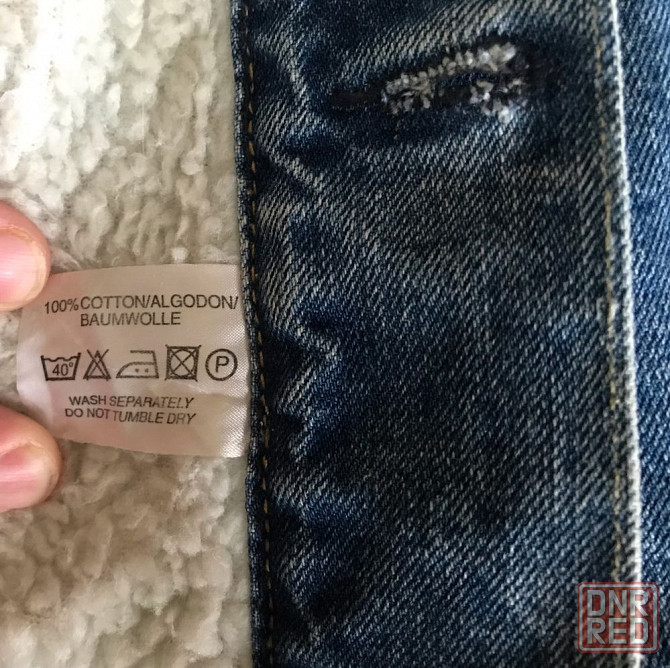 100% COTTON/ALGODON/
BAUMWOLLE
40°
P
WASH SEPARATELY
DO NOT TUMBLE DRY
DNR
RED